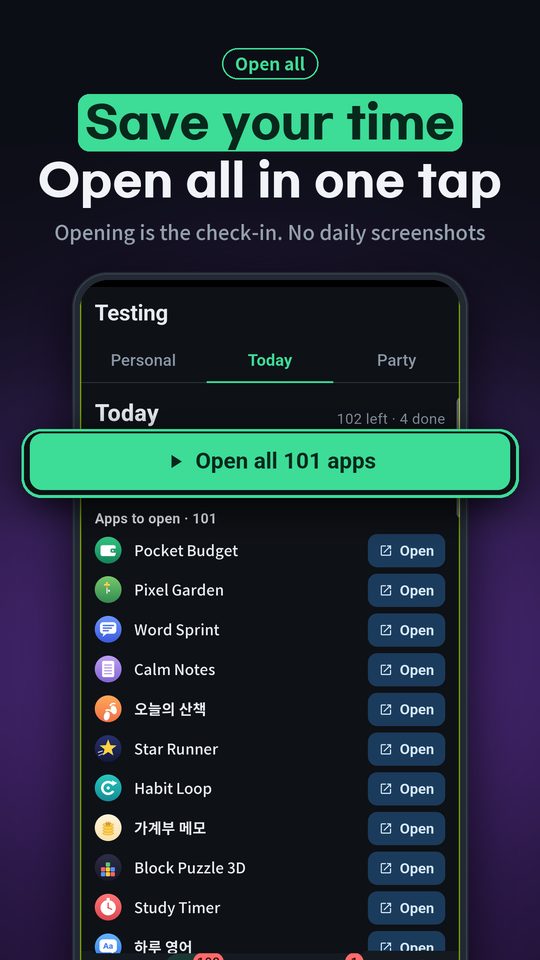 Open all
Save your time
Open all in one tap
Opening is the check-in. No daily screenshots
Testing
Personal Today Party
Today 102 left · 4 done
Open all 101 apps
Apps to open · 101
Pocket Budget Open
Pixel Garden Open
Word Sprint Open
Calm Notes Open
오늘의 산책 Open
Star Runner Open
Habit Loop Open
가계부 메모 Open
Block Puzzle 3D Open
Study Timer Open
Aa 하루 영어 Open